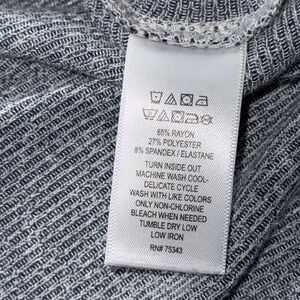 65% RAYON
27% POLYESTER
8% SPANDEX / ELASTANE
TURN INSIDE OUT
MACHINE WASH COOL-
DELICATE CYCLE
WASH WITH LIKE COLORS
ONLY NON-CHLORINE
BLEACH WHEN NEEDED
TUMBLE DRY LOW
LOW IRON
RN# 75343